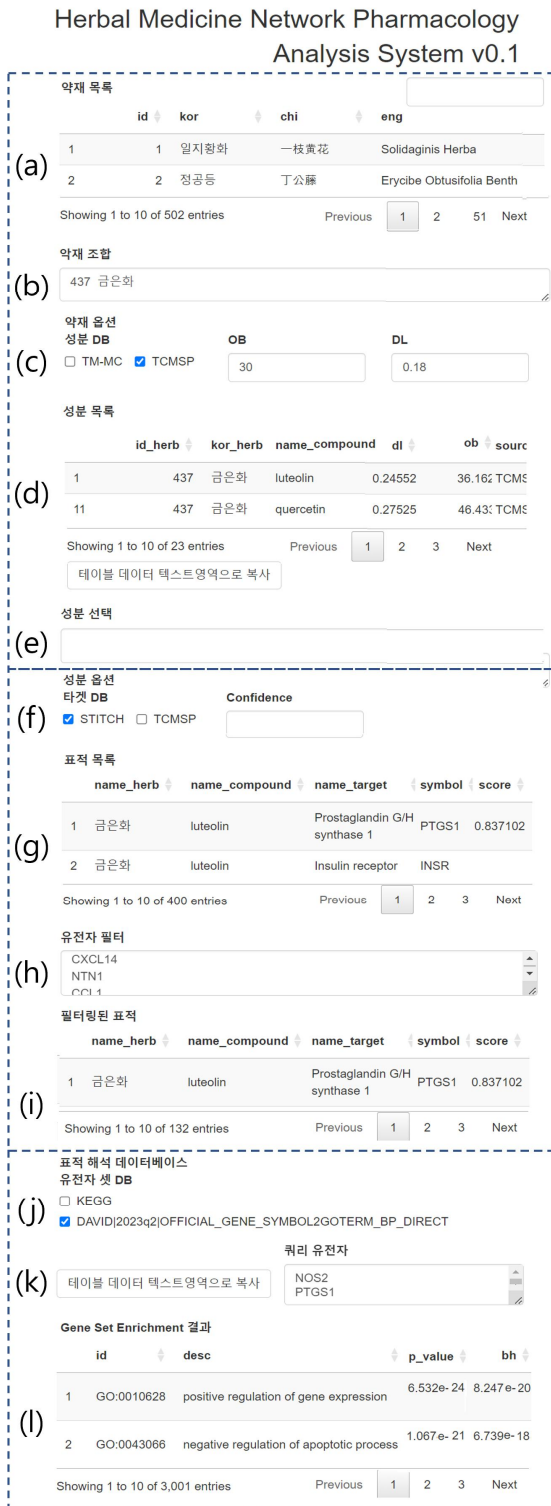 Herbal Medicine Network Pharmacology
Analysis System v0.1
약재 목록
id kor chi eng
(a)
1 1 일지황화 一枝黄花 Solidaginis Herba
2 2 정공등 丁公藤 Erycibe Obtusifolia Benth
Showing 1 to 10 of 502 entries Previous 1 2 51 Next
약재 조합
(b)
437 금은화
약재 옵션
성분 DB OB DL
(c)
TM-MC TCMSP 30 0.18
성분 목록
id_herb kor_herb name_compound dl ob sourc
1 437 금은화 luteolin 0.24552 36.162 TCMS
(d)
11 437 금은화 quercetin 0.27525 46.433 TCMS
Showing 1 to 10 of 23 entries Previous 1 2 3 Next
테이블 데이터 텍스트영역으로 복사
성분 선택
(e)
성분 옵션
타겟 DB Confidence
(f)
STITCH TCMSP
표적 목록
name_herb name_compound name_target symbol score
1 금은화 luteolin Prostaglandin G/H synthase 1 PTGS1 0.837102
(g)
2 금은화 luteolin Insulin receptor INSR
Showing 1 to 10 of 400 entries Previous 1 2 3 Next
유전자 필터
CXCL14
(h)
NTN1
CCL1
필터링된 표적
name_herb name_compound name_target symbol score
1 금은화 luteolin Prostaglandin G/H synthase 1 PTGS1 0.837102
(i)
Showing 1 to 10 of 132 entries Previous 1 2 3 Next
표적 해석 데이터베이스
유전자 셋 DB
(j)
KEGG
DAVID|2023q2|OFFICIAL_GENE_SYMBOL2GOTERM_BP_DIRECT
쿼리 유전자
(k)
테이블 데이터 텍스트영역으로 복사
NOS2
PTGS1
Gene Set Enrichment 결과
id desc p_value bh
1 GO:0010628 positive regulation of gene expression 6.532e-24 8.247e-20
(l)
2 GO:0043066 negative regulation of apoptotic process 1.067e-21 6.739e-18
Showing 1 to 10 of 3,001 entries Previous 1 2 3 Next